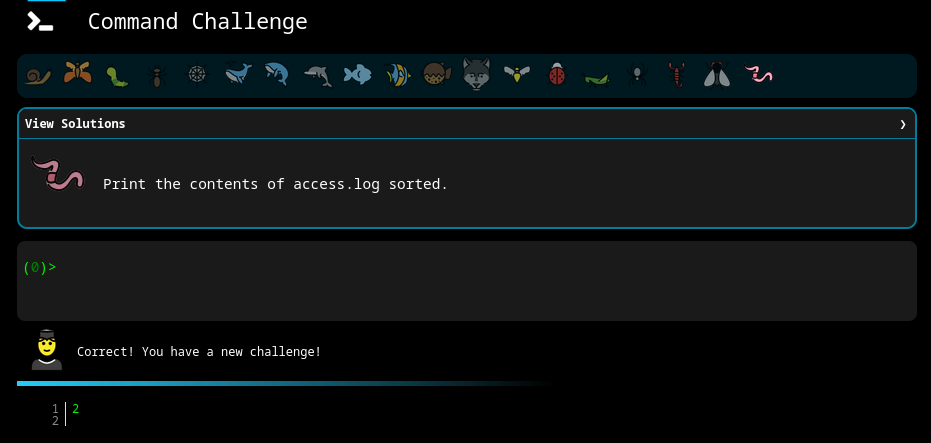 Command Challenge
View Solutions ❯
Print the contents of access.log sorted.
(0)>
Correct! You have a new challenge!
1 2
2